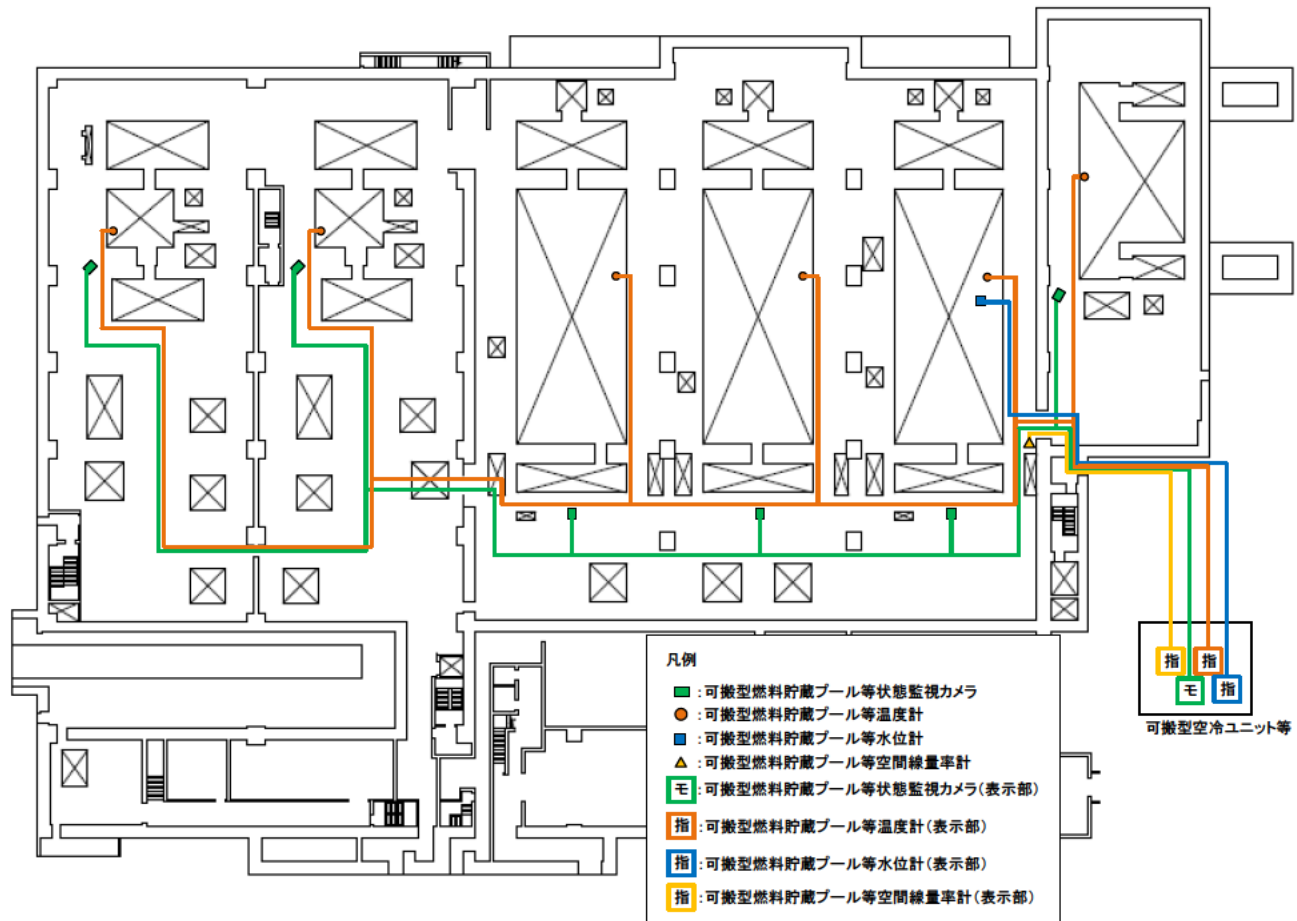 指 指
モ 指
可搬型空冷ユニット等
凡例
:可搬型燃料貯蔵プール等状態監視カメラ
:可搬型燃料貯蔵プール等温度計
:可搬型燃料貯蔵プール等水位計
:可搬型燃料貯蔵プール等空間線量率計
モ:可搬型燃料貯蔵プール等状態監視カメラ(表示部)
指:可搬型燃料貯蔵プール等温度計(表示部)
指:可搬型燃料貯蔵プール等水位計(表示部)
指:可搬型燃料貯蔵プール等空間線量率計(表示部)